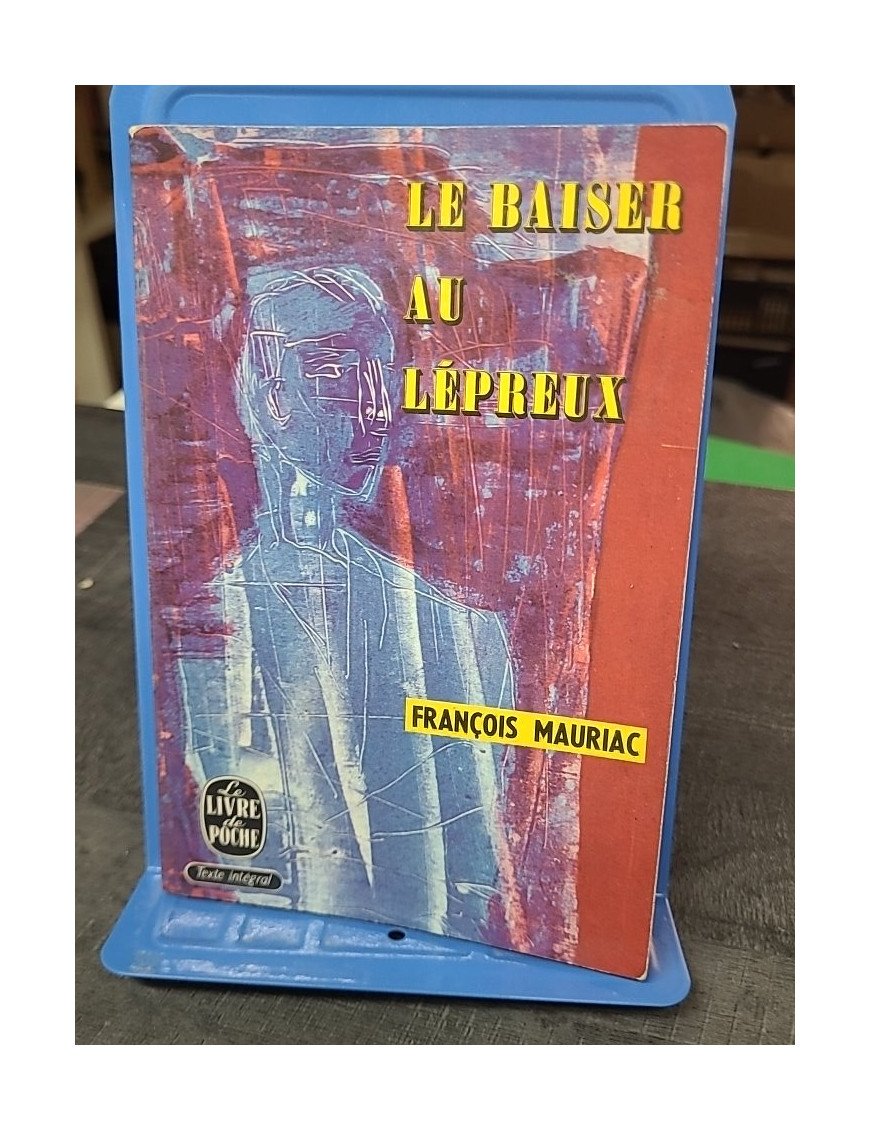 LE BAISER
AU
LÉPREUX
FRANÇOIS MAURIAC
Le
LIVRE
de
POCHE
Texte Intégral